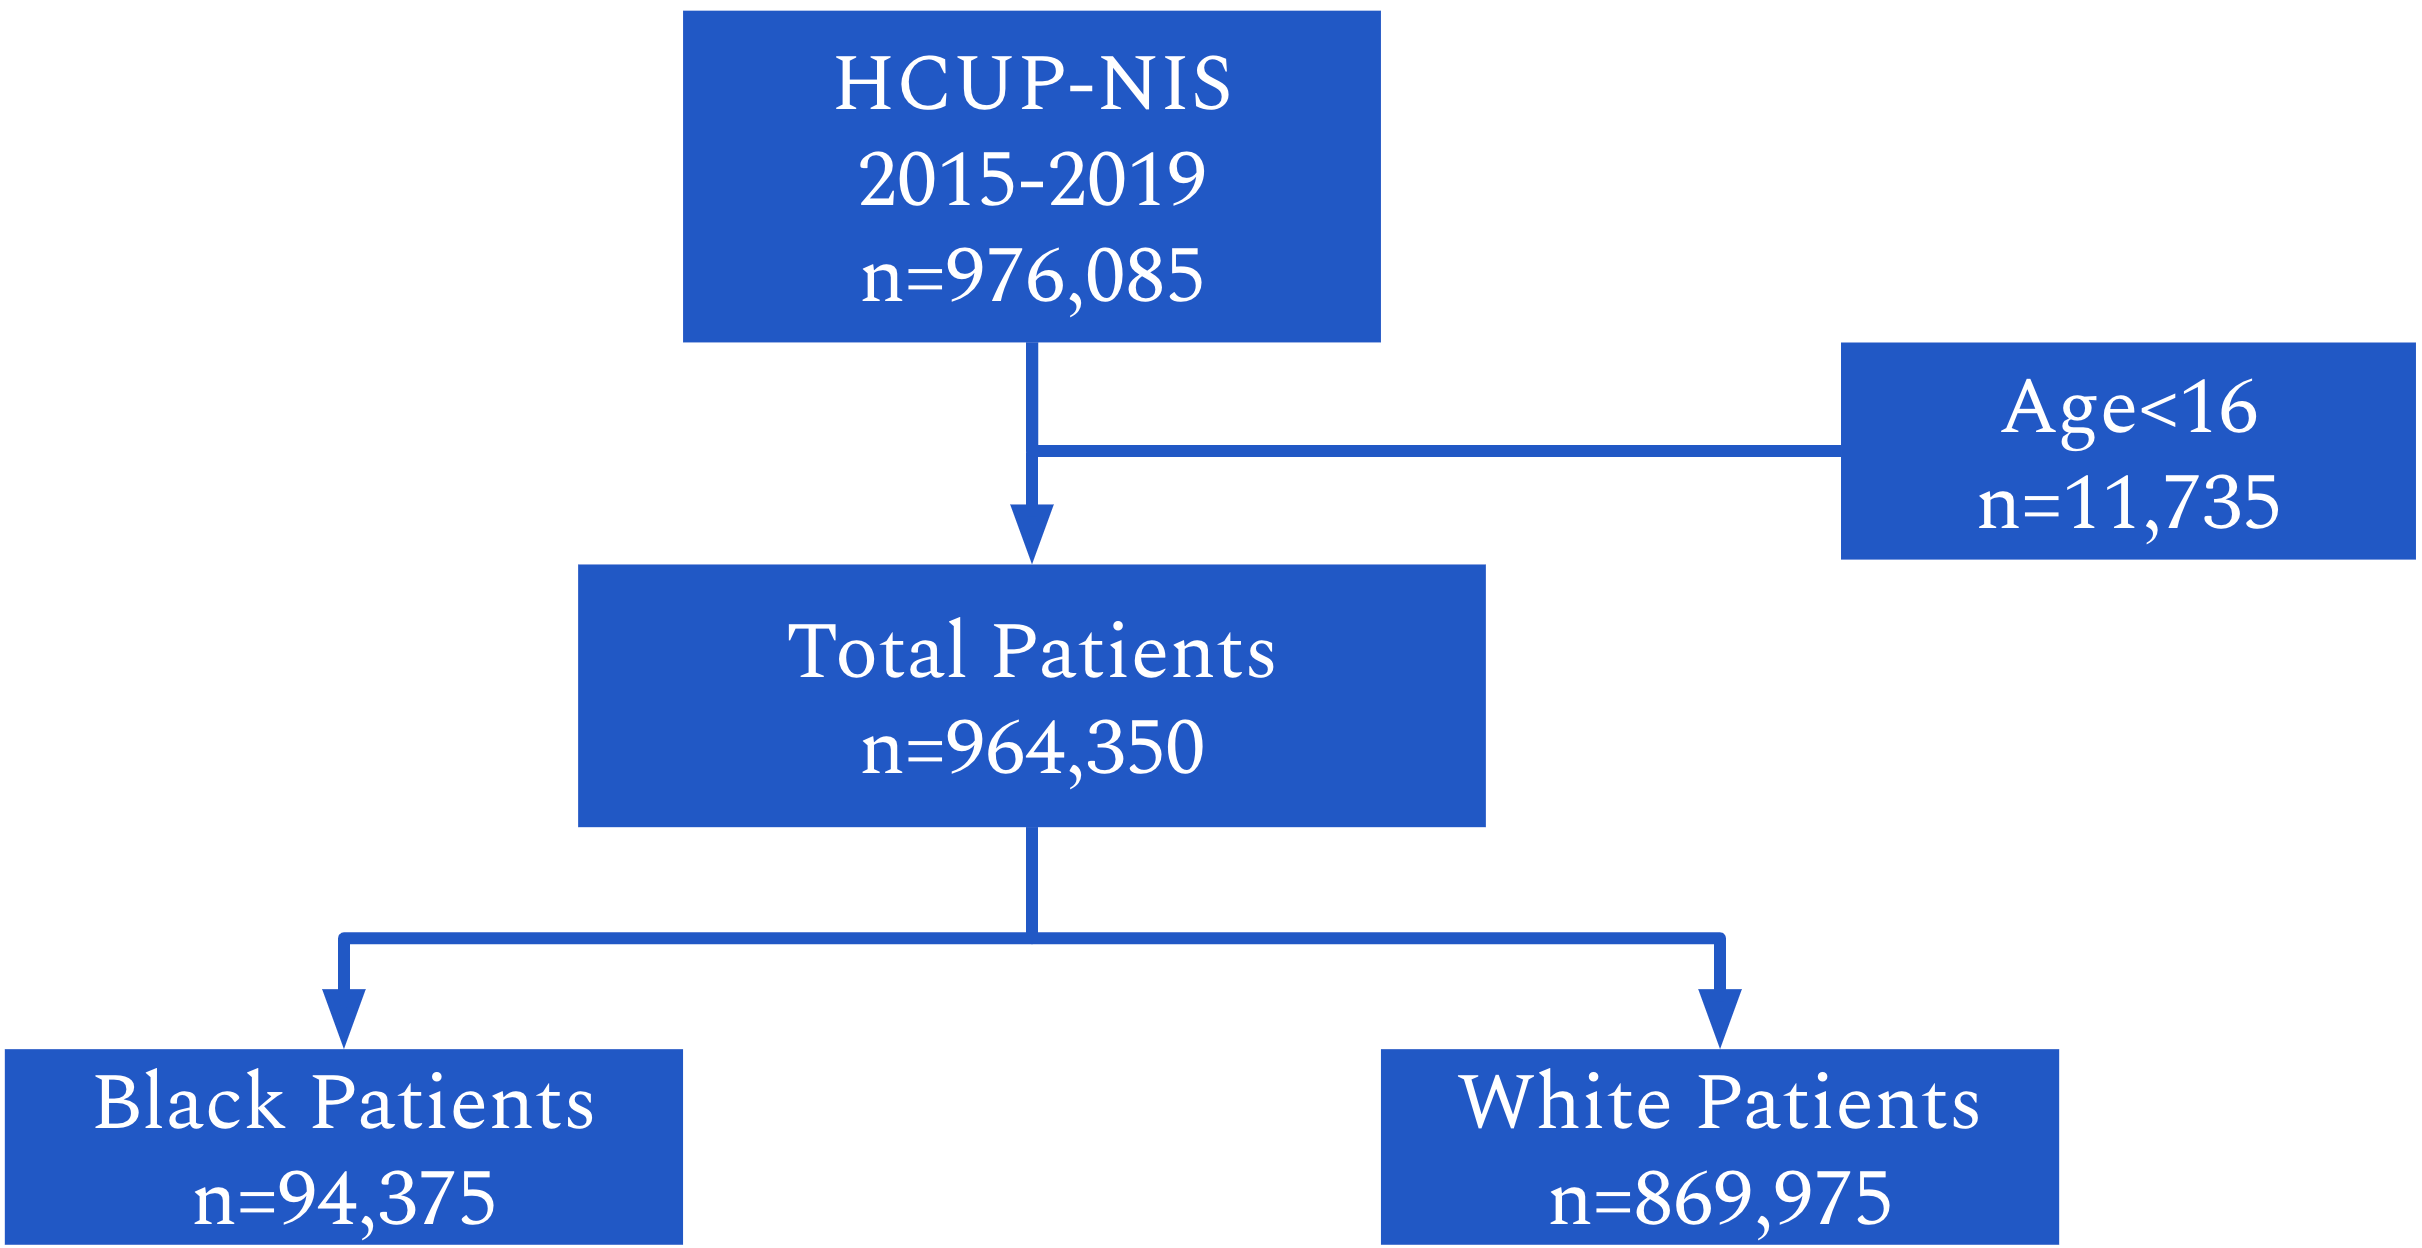 HCUP-NIS
2015-2019
n=976,085
Age<16
n=11,735
Total Patients
n=964,350
Black Patients
n=94,375
White Patients
n=869,975